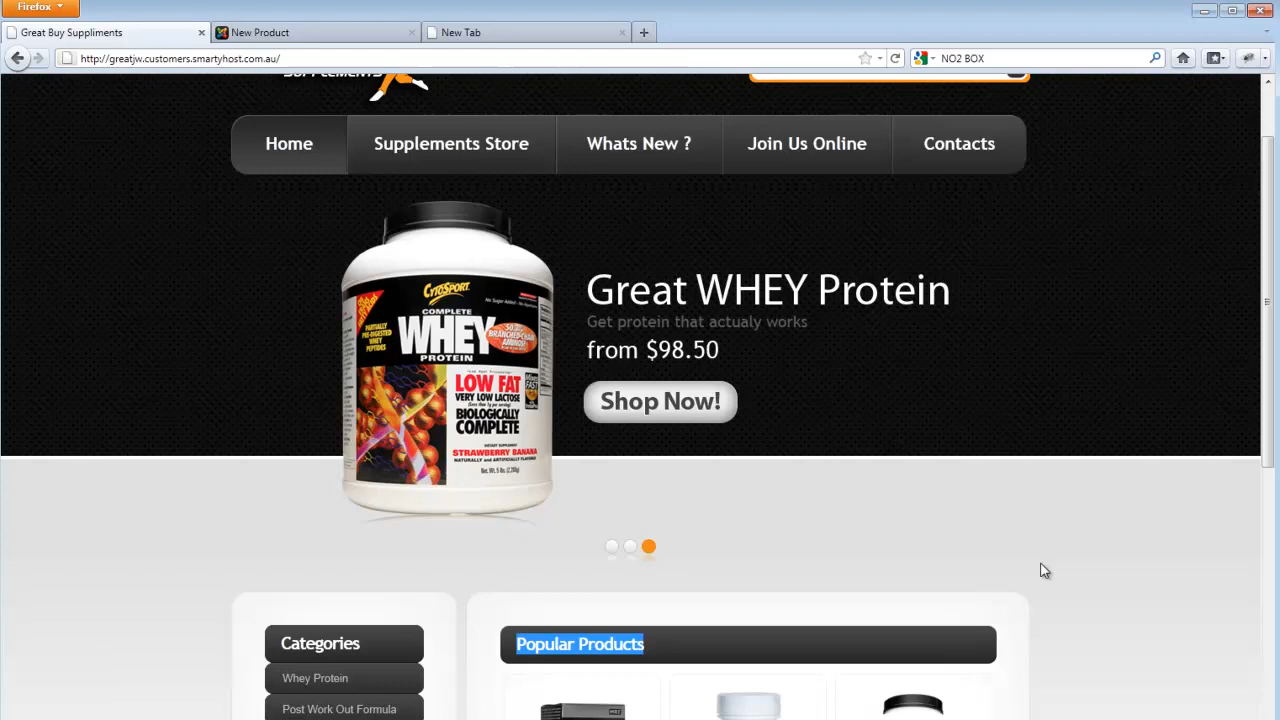 Firefox
Great Buy Suppliments
New Product
New Tab
http://greatjw.customers.smartyhost.com.au/
NO2 BOX
SUPPLEMENTS
Home
Supplements Store
Whats New ?
Join Us Online
Contacts
CYTOSPORT
No Sugar Added
COMPLETE
WHEY
PROTEIN
PARTIALLY
PRE-DIGESTED
WHEY
PEPTIDES
50.0%
BRANCHED-CHAIN
AMINOS
LOW FAT
VERY LOW LACTOSE
BIOLOGICALLY
COMPLETE
DIETARY SUPPLEMENT
STRAWBERRY BANANA
NATURALLY and ARTIFICIALLY FLAVORED
Net. Wt. 5 lbs.
Great WHEY Protein
Get protein that actualy works
from $98.50
Shop Now!
Categories
Whey Protein
Post Work Out Formula
Popular Products